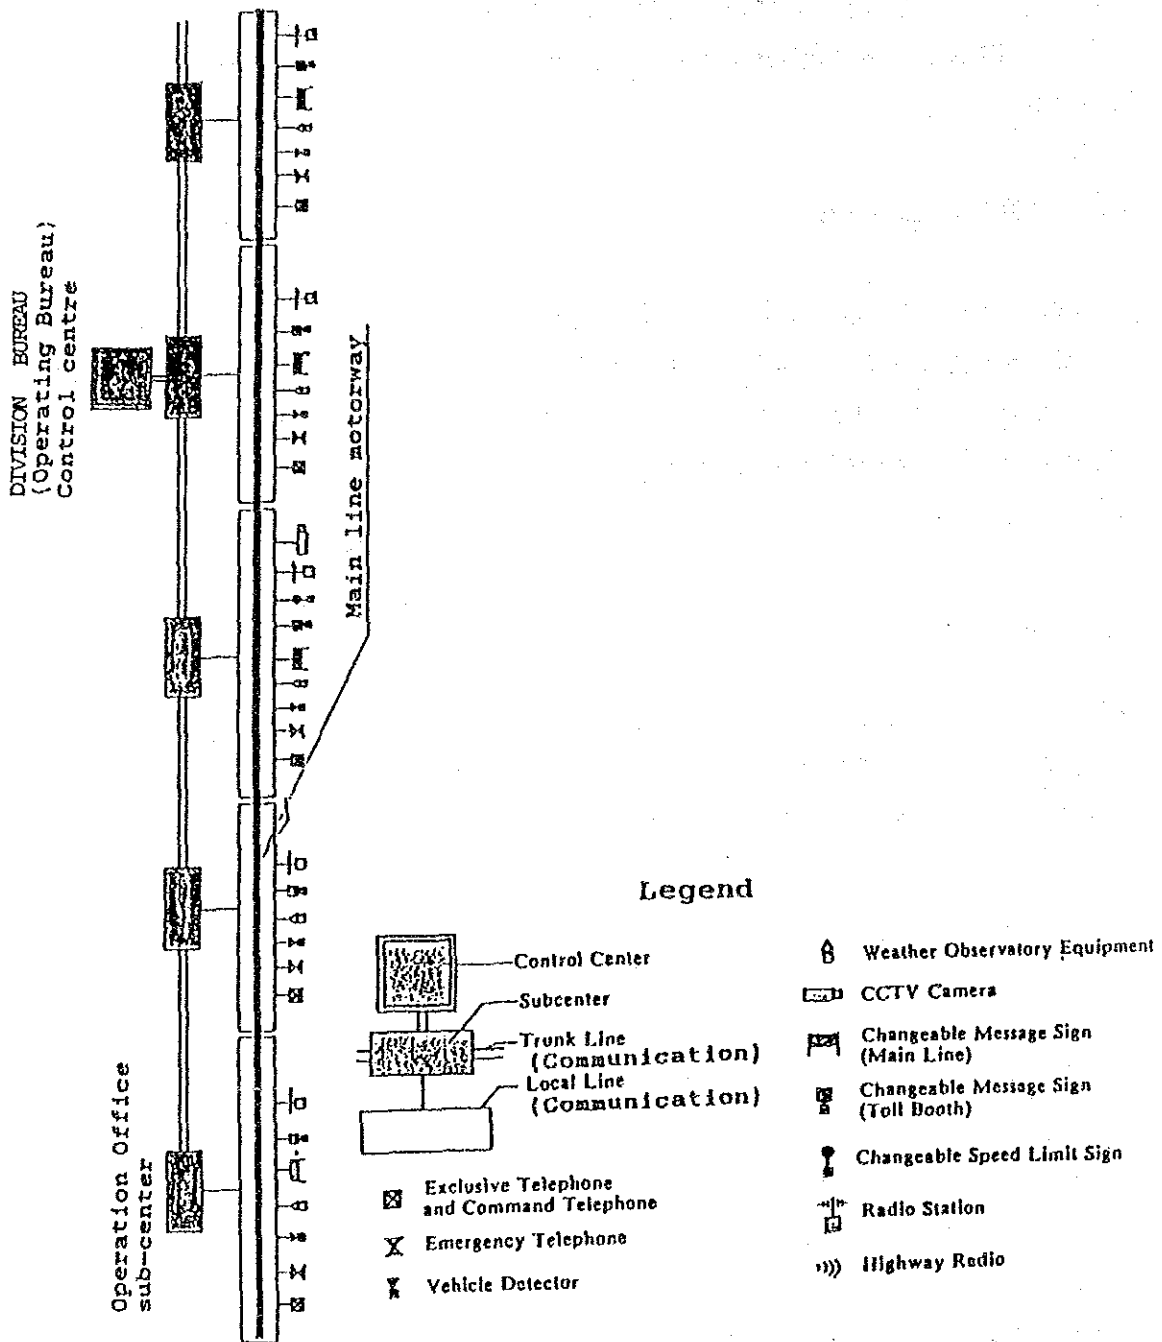 DIVISION BUREAU
(Operating Bureau)
Control centre
Main line motorway
Operation Office
sub-center
Legend
Control Center
Subcenter
Trunk Line
(Communication)
Local Line
(Communication)
Exclusive Telephone
and Command Telephone
Emergency Telephone
Vehicle Detector
Weather Observatory Equipment
CCTV Camera
Changeable Message Sign
(Main Line)
Changeable Message Sign
(Toll Booth)
Changeable Speed Limit Sign
Radio Station
Highway Radio